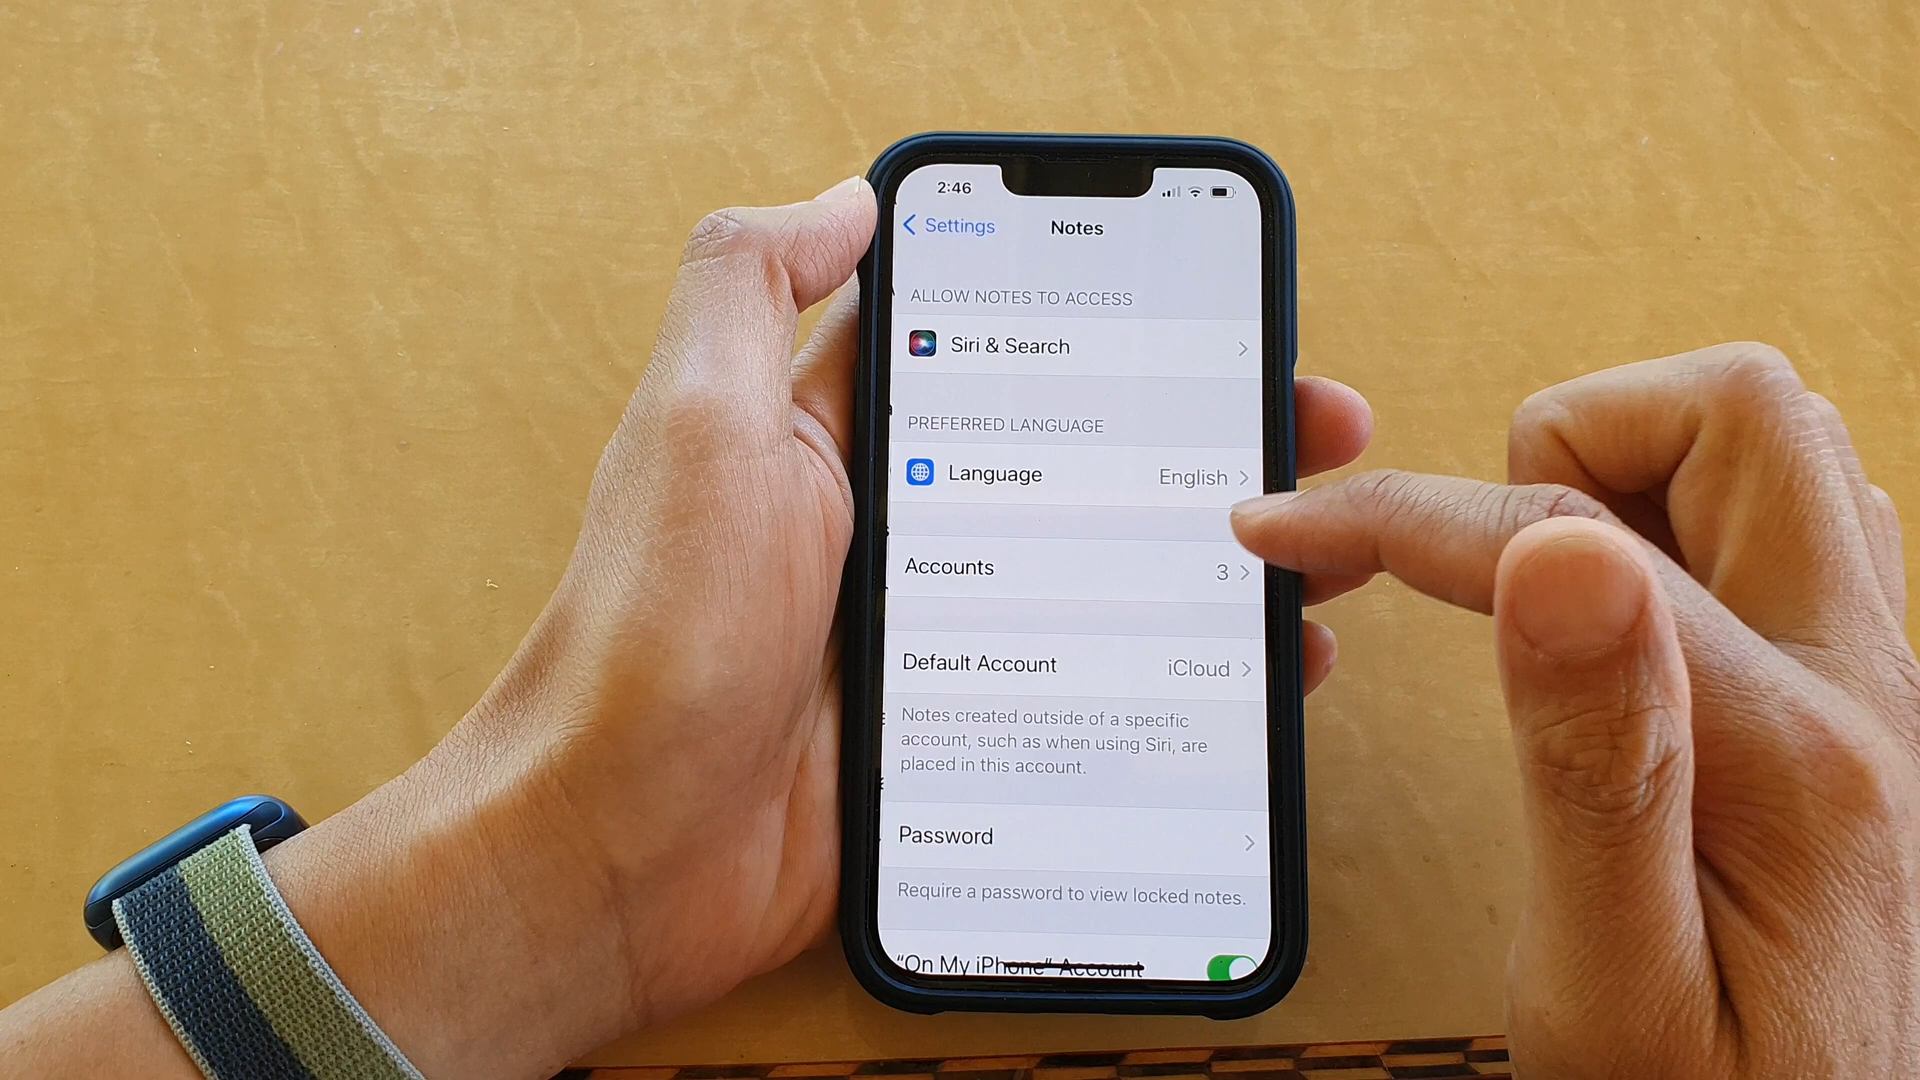 2:46
Settings
Notes
ALLOW NOTES TO ACCESS
Siri & Search
PREFERRED LANGUAGE
Language English
Accounts 3
Default Account iCloud
Notes created outside of a specific
account, such as when using Siri, are
placed in this account.
Password
Require a password to view locked notes.
“On My iPhone” Account